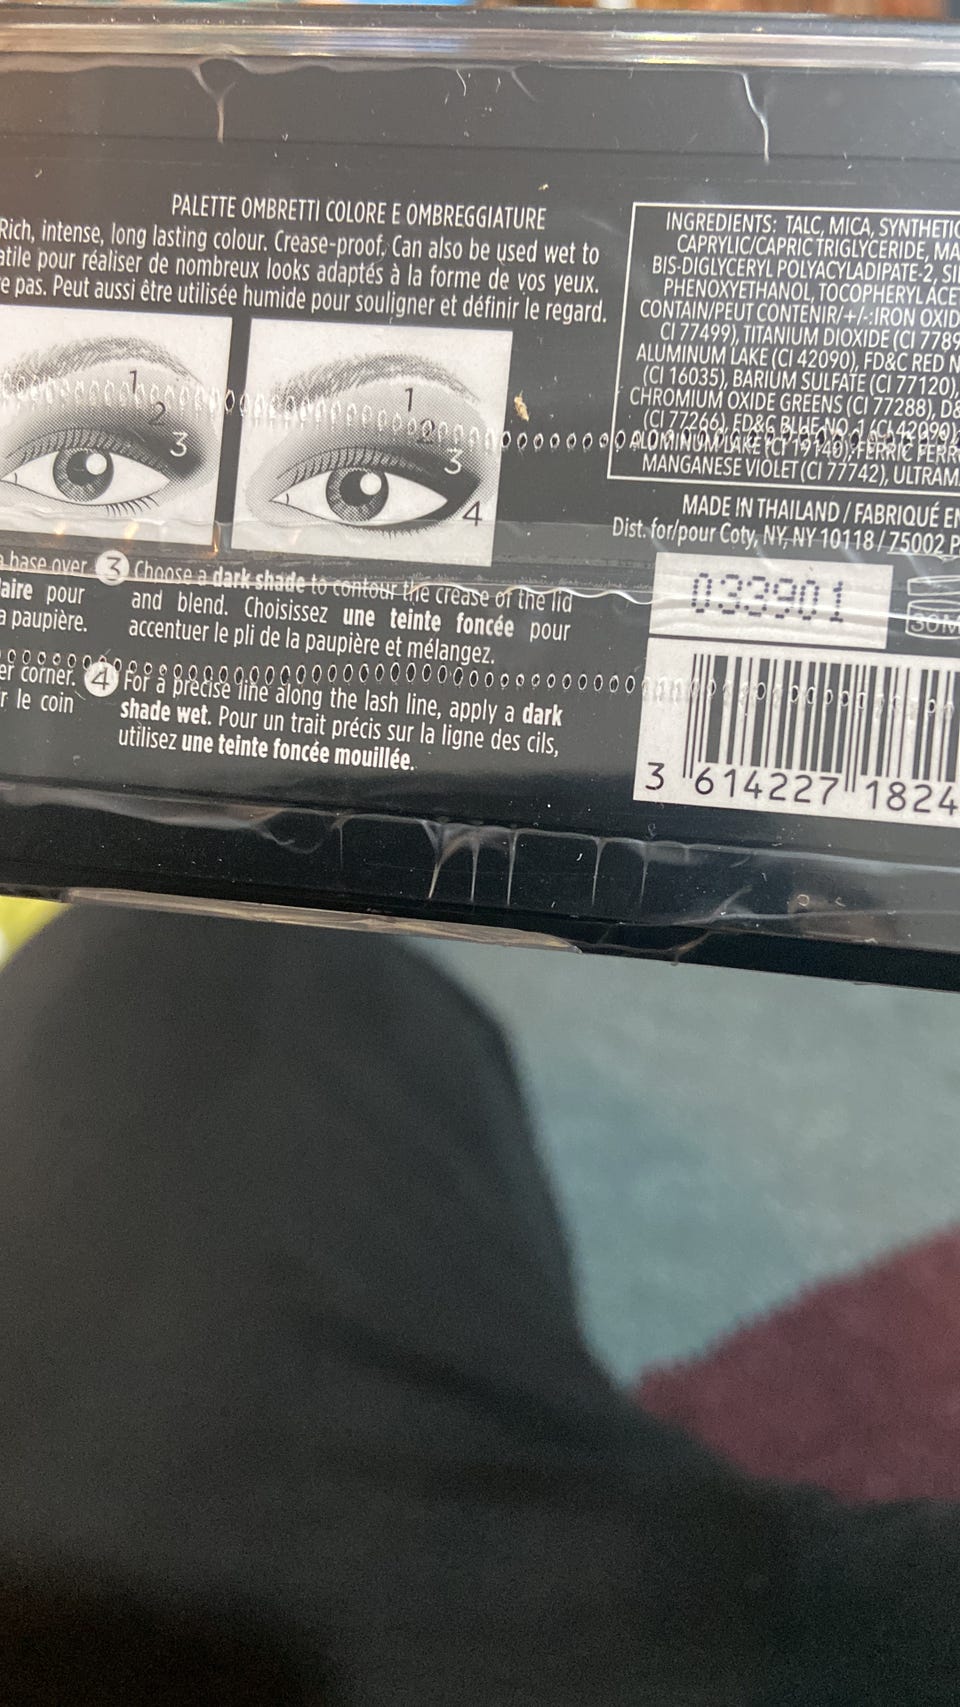 PALETTE OMBRETTI COLORE E OMBREGGIATURE
Rich, intense, long lasting colour. Crease-proof. Can also be used wet to
atile pour réaliser de nombreux looks adaptés à la forme de vos yeux.
e pas. Peut aussi être utilisée humide pour souligner et définir le regard.
1
2
3
1
2
3
4
base over
aire pour
a paupière.
3 Choose a dark shade to contour the crease of the lid
and blend. Choisissez une teinte foncée pour
accentuer le pli de la paupière et mélangez.
er corner.
r le coin
4 For a precise line along the lash line, apply a dark
shade wet. Pour un trait précis sur la ligne des cils,
utilisez une teinte foncée mouillée.
INGREDIENTS: TALC, MICA, SYNTHETIC
CAPRYLIC/CAPRIC TRIGLYCERIDE, MA
BIS-DIGLYCERYL POLYACYLADIPATE-2, SI
PHENOXYETHANOL, TOCOPHERYL ACE
CONTAIN/PEUT CONTENIR/+/-:IRON OXID
CI 77499), TITANIUM DIOXIDE (CI 7789
ALUMINUM LAKE (CI 42090), FD&C RED N
(CI 16035), BARIUM SULFATE (CI 77120),
CHROMIUM OXIDE GREENS (CI 77288), D&
(CI 77266), FD&C BLUE NO. 1 (CI 42090)
ALUMINUM LAKE (CI 19140), FERRIC FERR
MANGANESE VIOLET (CI 77742), ULTRAM
MADE IN THAILAND / FABRIQUÉ EN
Dist. for/pour Coty, NY, NY 10118 / 75002 P
033901
30M
3 614227 1824